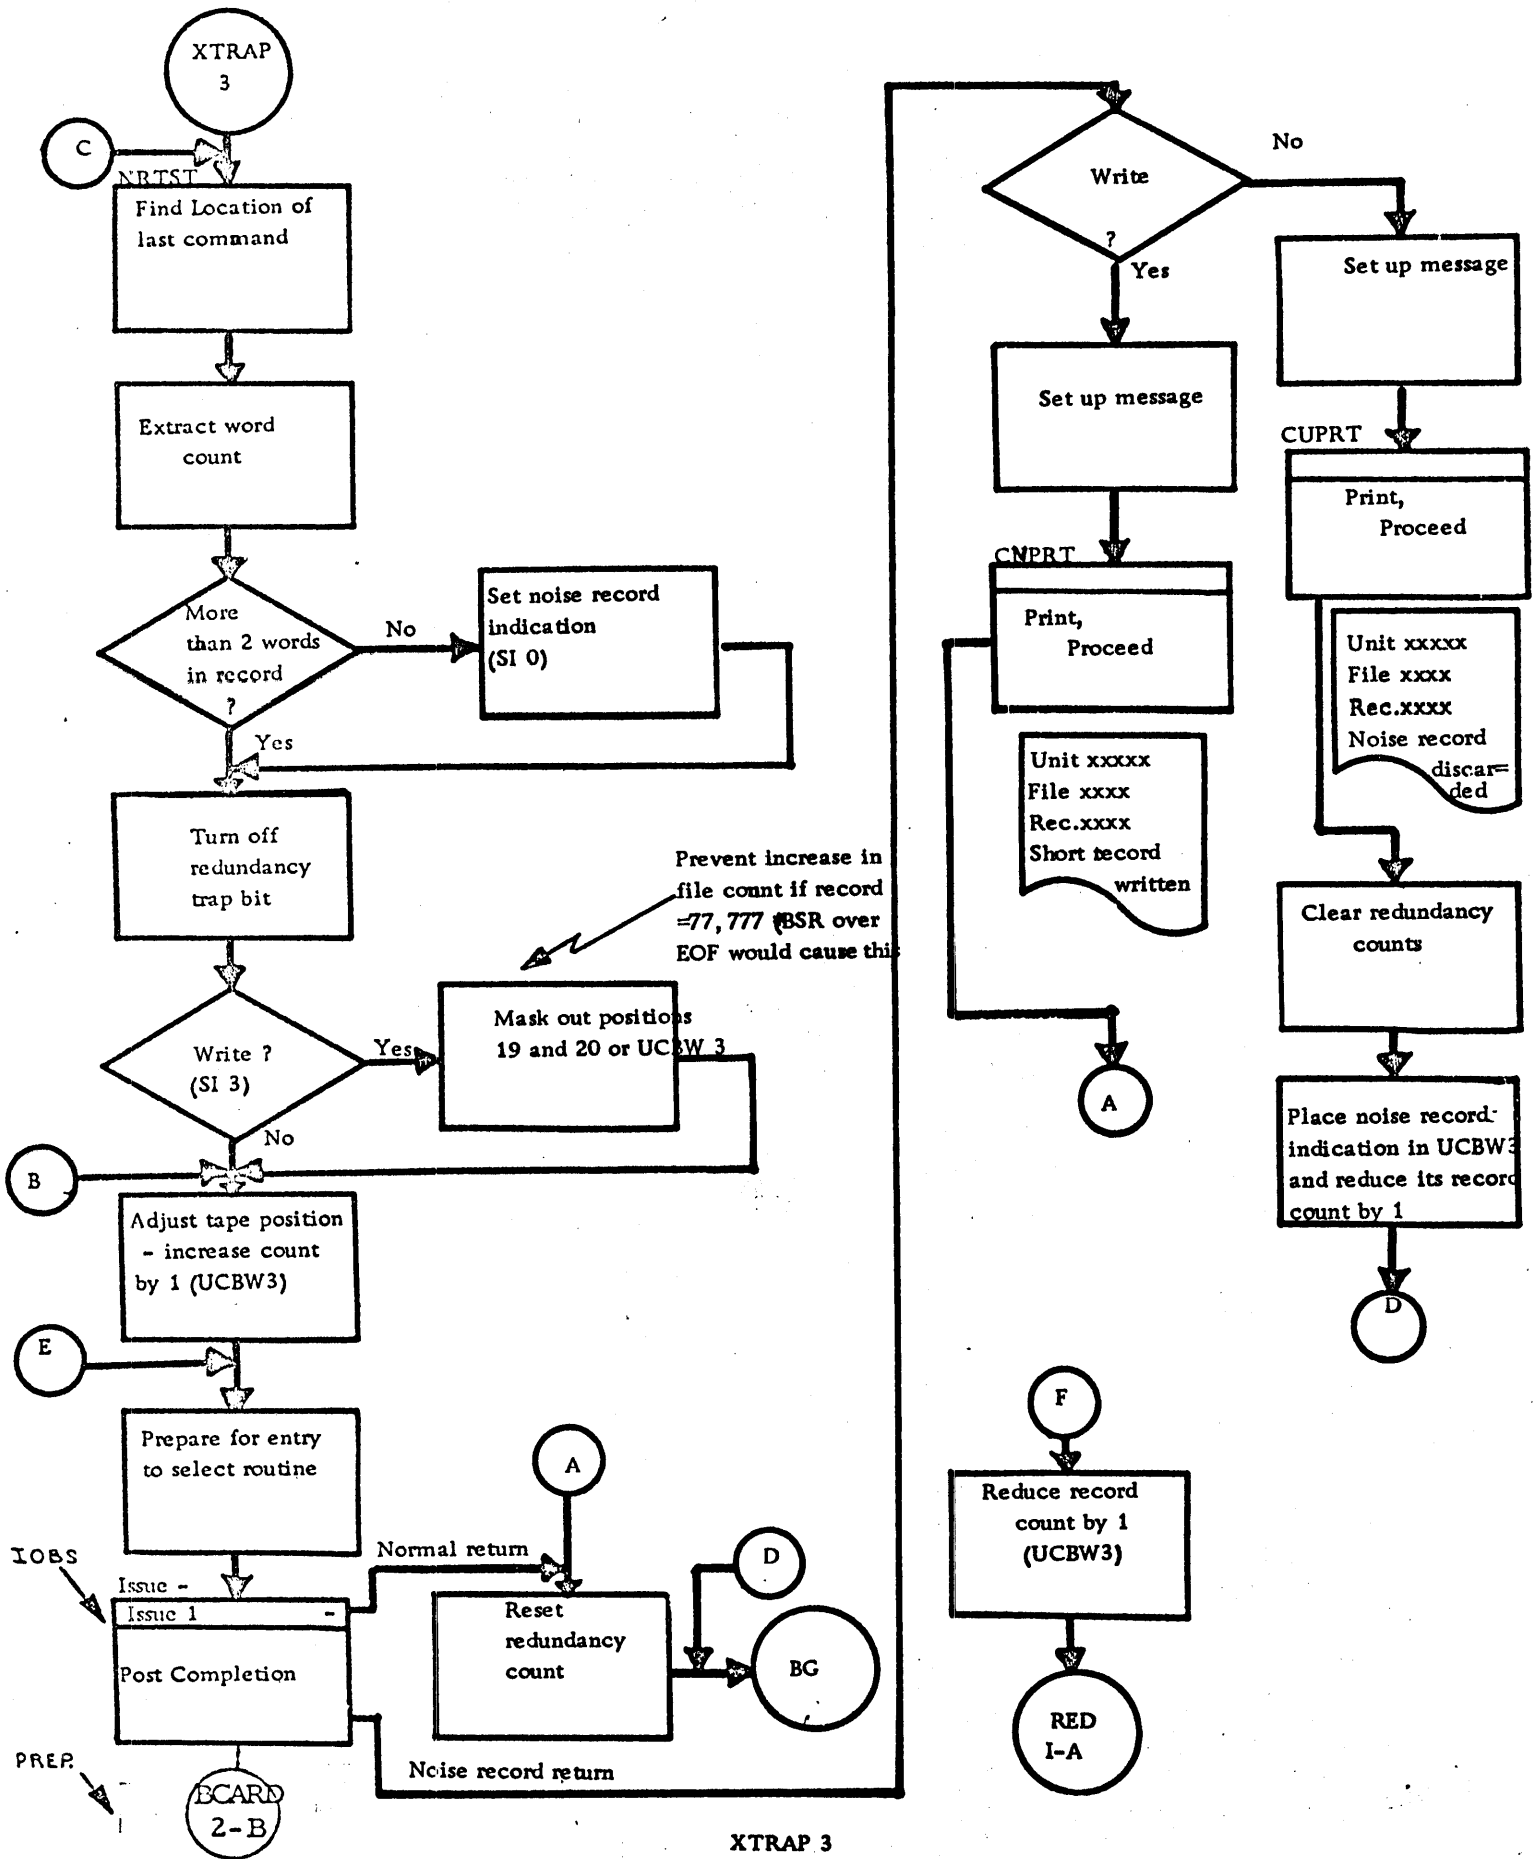 XTRAP
3
C
NRTST
Find Location of
last command
Extract word
count
More
than 2 words
in record
?
No
Set noise record
indication
(SI 0)
Yes
Turn off
redundancy
trap bit
Prevent increase in
file count if record
=77,777 (BSR over
EOF would cause this
Write ?
(SI 3)
Yes
Mask out positions
19 and 20 or UCBW 3
No
B
Adjust tape position
- increase count
by 1 (UCBW3)
E
Prepare for entry
to select routine
IOBS
Issue -
Issue 1 -
Post Completion
Normal return
A
Reset
redundancy
count
D
BG
Noise record return
PREP.
BCARD
2-B
Write
?
No
Yes
Set up message
CNPRT
Print,
Proceed
Unit xxxxx
File xxxx
Rec.xxxx
Short record
written
A
Set up message
CUPRT
Print,
Proceed
Unit xxxxx
File xxxx
Rec.xxxx
Noise record
discar=
ded
Clear redundancy
counts
Place noise record
indication in UCBW3
and reduce its record
count by 1
D
F
Reduce record
count by 1
(UCBW3)
RED
I-A
XTRAP 3